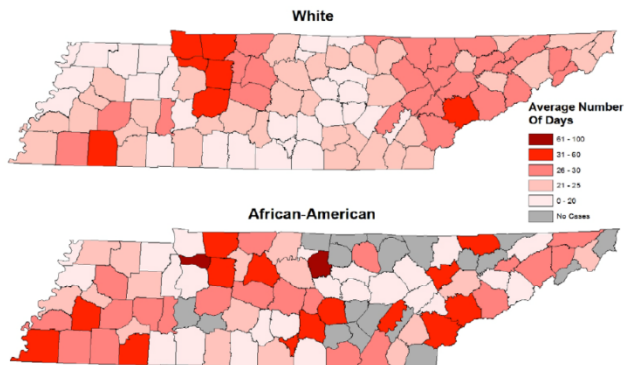 White
Average Number
Of Days
61 - 100
31 - 60
26 - 30
21 - 25
0 - 20
No Cases
African-American